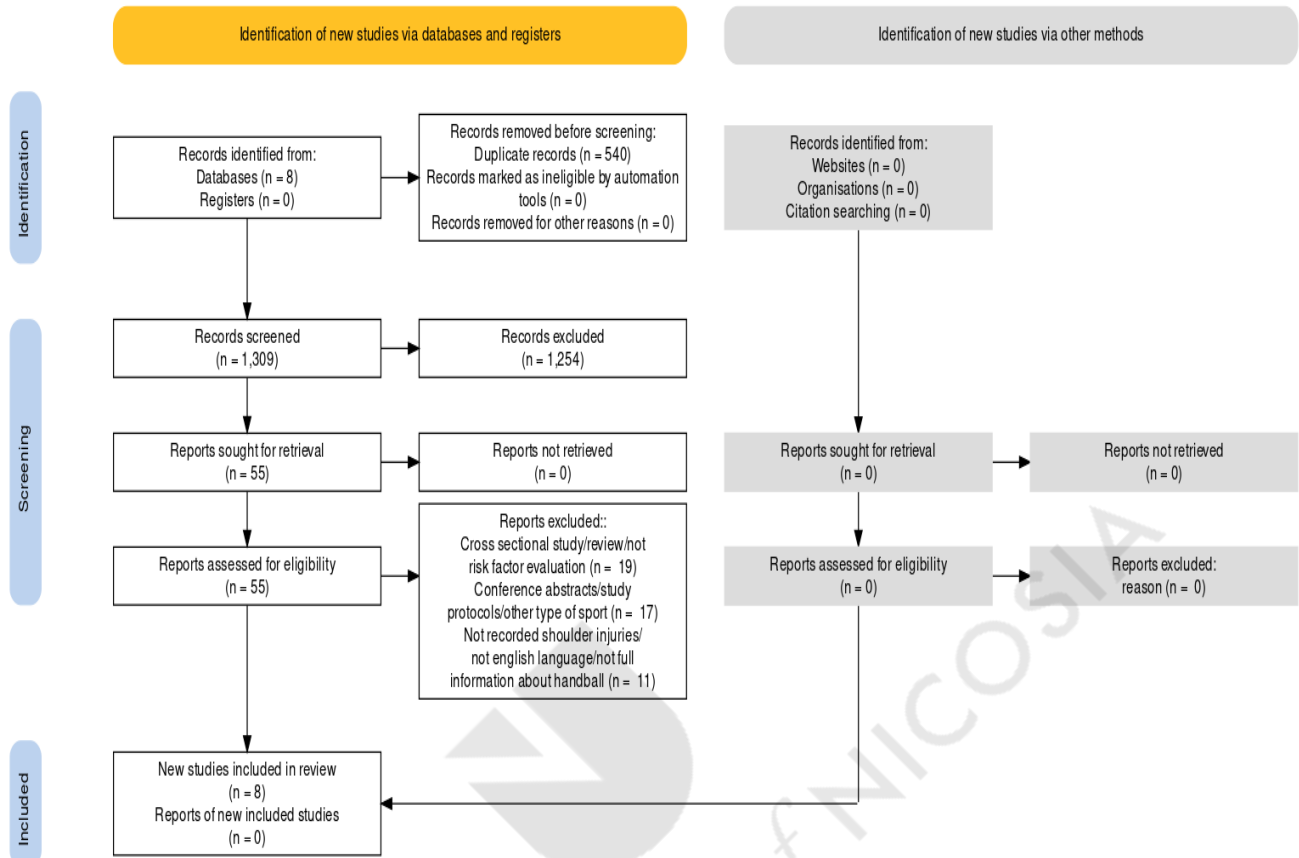 Identification of new studies via databases and registers
Identification of new studies via other methods
Identification
Records identified from:
Databases (n = 8)
Registers (n = 0)
Records removed before screening:
Duplicate records (n = 540)
Records marked as ineligible by automation
tools (n = 0)
Records removed for other reasons (n = 0)
Records identified from:
Websites (n = 0)
Organisations (n = 0)
Citation searching (n = 0)
Screening
Records screened
(n = 1,309)
Records excluded
(n = 1,254)
Reports sought for retrieval
(n = 55)
Reports not retrieved
(n = 0)
Reports sought for retrieval
(n = 0)
Reports not retrieved
(n = 0)
Reports assessed for eligibility
(n = 55)
Reports excluded::
Cross sectional study/review/not
risk factor evaluation (n = 19)
Conference abstracts/study
protocols/other type of sport (n = 17)
Not recorded shoulder injuries/
not english language/not full
information about handball (n = 11)
Reports assessed for eligibility
(n = 0)
Reports excluded:
reason (n = 0)
Included
New studies included in review
(n = 8)
Reports of new included studies
(n = 0)
of NICOSIA